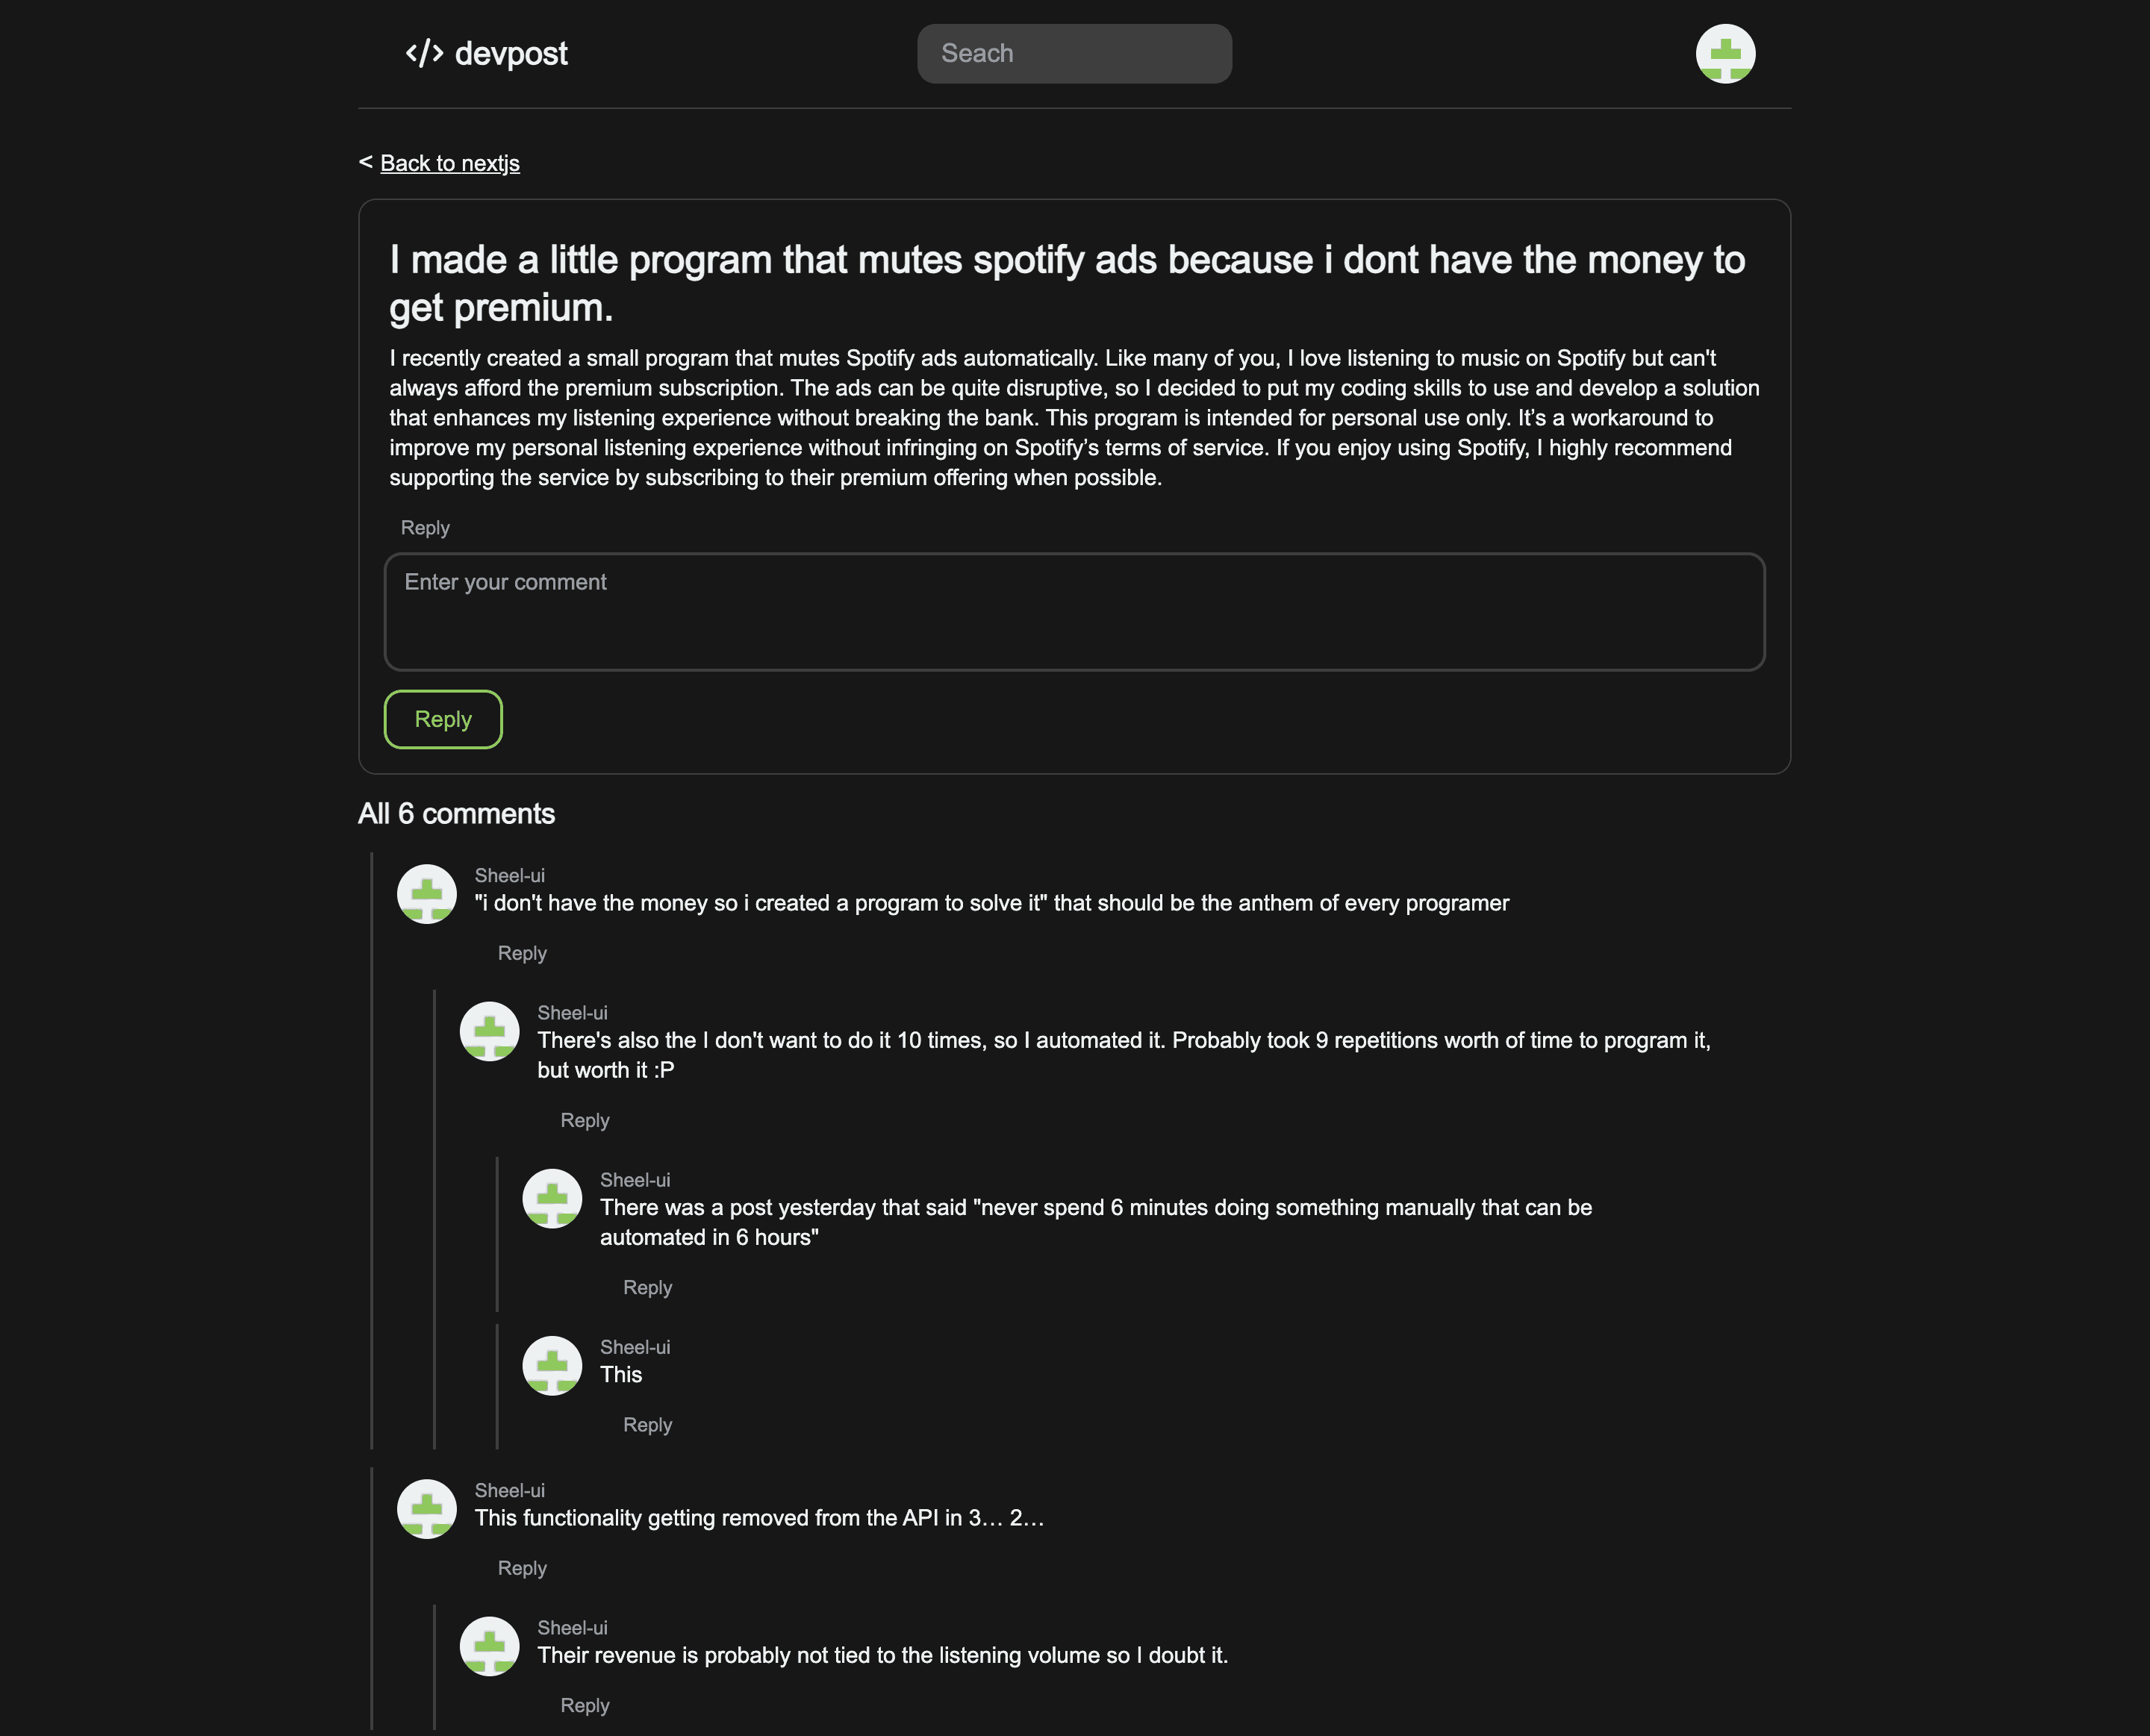 </> devpost
Seach
< Back to nextjs
I made a little program that mutes spotify ads because i dont have the money to
get premium.
I recently created a small program that mutes Spotify ads automatically. Like many of you, I love listening to music on Spotify but can't
always afford the premium subscription. The ads can be quite disruptive, so I decided to put my coding skills to use and develop a solution
that enhances my listening experience without breaking the bank. This program is intended for personal use only. It’s a workaround to
improve my personal listening experience without infringing on Spotify’s terms of service. If you enjoy using Spotify, I highly recommend
supporting the service by subscribing to their premium offering when possible.
Reply
Enter your comment
Reply
All 6 comments
Sheel-ui
"i don't have the money so i created a program to solve it" that should be the anthem of every programer
Reply
Sheel-ui
There's also the I don't want to do it 10 times, so I automated it. Probably took 9 repetitions worth of time to program it,
but worth it :P
Reply
Sheel-ui
There was a post yesterday that said "never spend 6 minutes doing something manually that can be
automated in 6 hours"
Reply
Sheel-ui
This
Reply
Sheel-ui
This functionality getting removed from the API in 3… 2…
Reply
Sheel-ui
Their revenue is probably not tied to the listening volume so I doubt it.
Reply